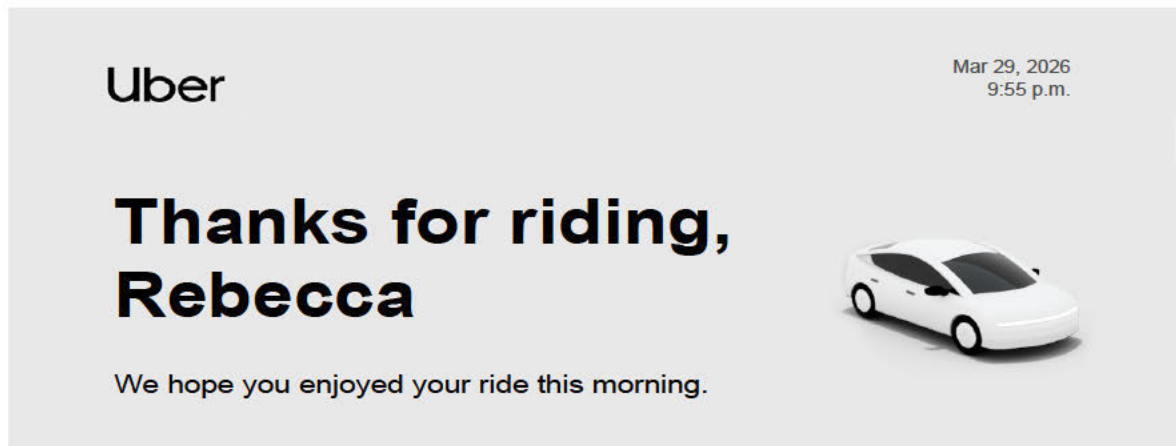 Uber
Mar 29, 2026
9:55 p.m.
Thanks for riding,
Rebecca
We hope you enjoyed your ride this morning.